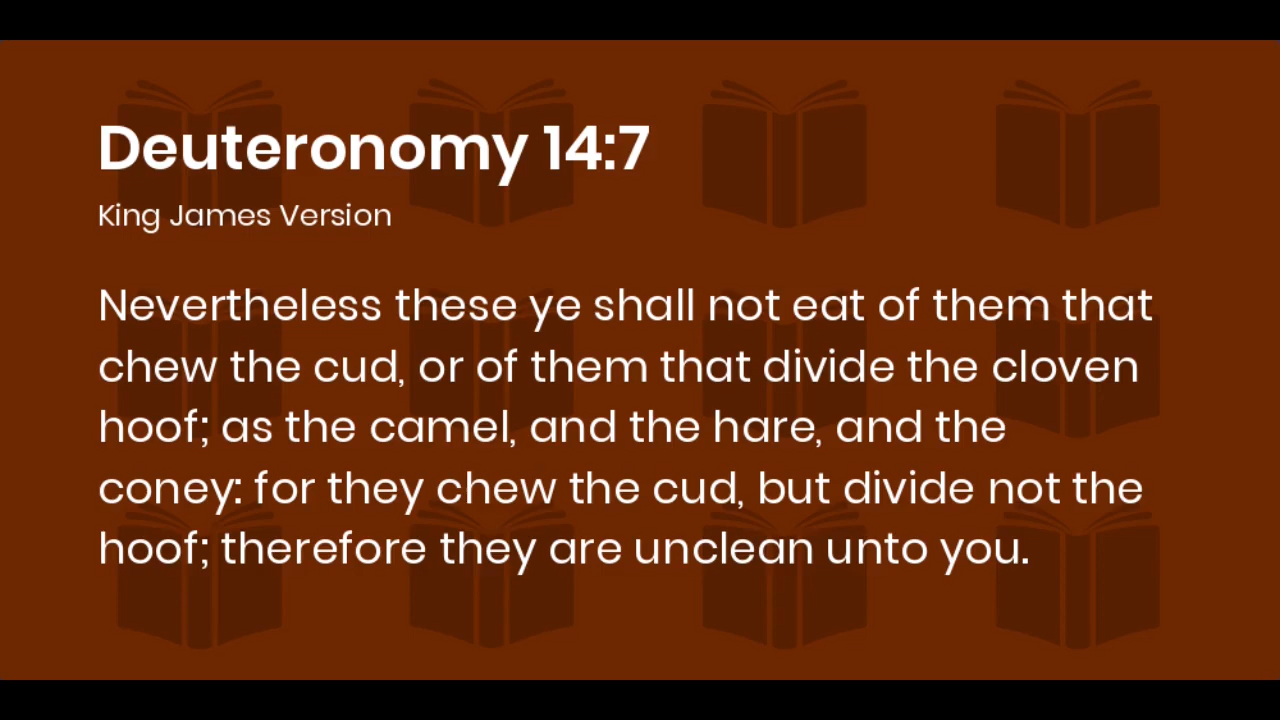 Deuteronomy 14:7
King James Version
Nevertheless these ye shall not eat of them that
chew the cud, or of them that divide the cloven
hoof; as the camel, and the hare, and the
coney: for they chew the cud, but divide not the
hoof; therefore they are unclean unto you.